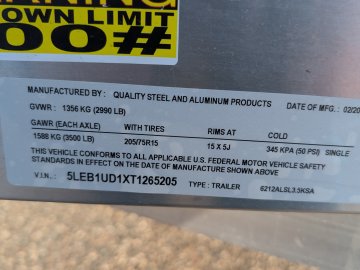 WARNING
DOWN LIMIT
00#
MANUFACTURED BY: QUALITY STEEL AND ALUMINUM PRODUCTS DATE OF MFG.: 02/20
GVWR: 1356 KG (2990 LB)
GAWR (EACH AXLE) WITH TIRES RIMS AT COLD
1588 KG (3500 LB) 205/75R15 15 X 5J 345 KPA (50 PSI) SINGLE
THIS VEHICLE CONFORMS TO ALL APPLICABLE U.S. FEDERAL MOTOR VEHICLE SAFETY
STANDARDS IN EFFECT ON THE DATE OF MANUFACTURE SHOWN ABOVE
V.I.N.: 5LEB1UD1XT1265205 TYPE: TRAILER 6212ALSL3.5KSA